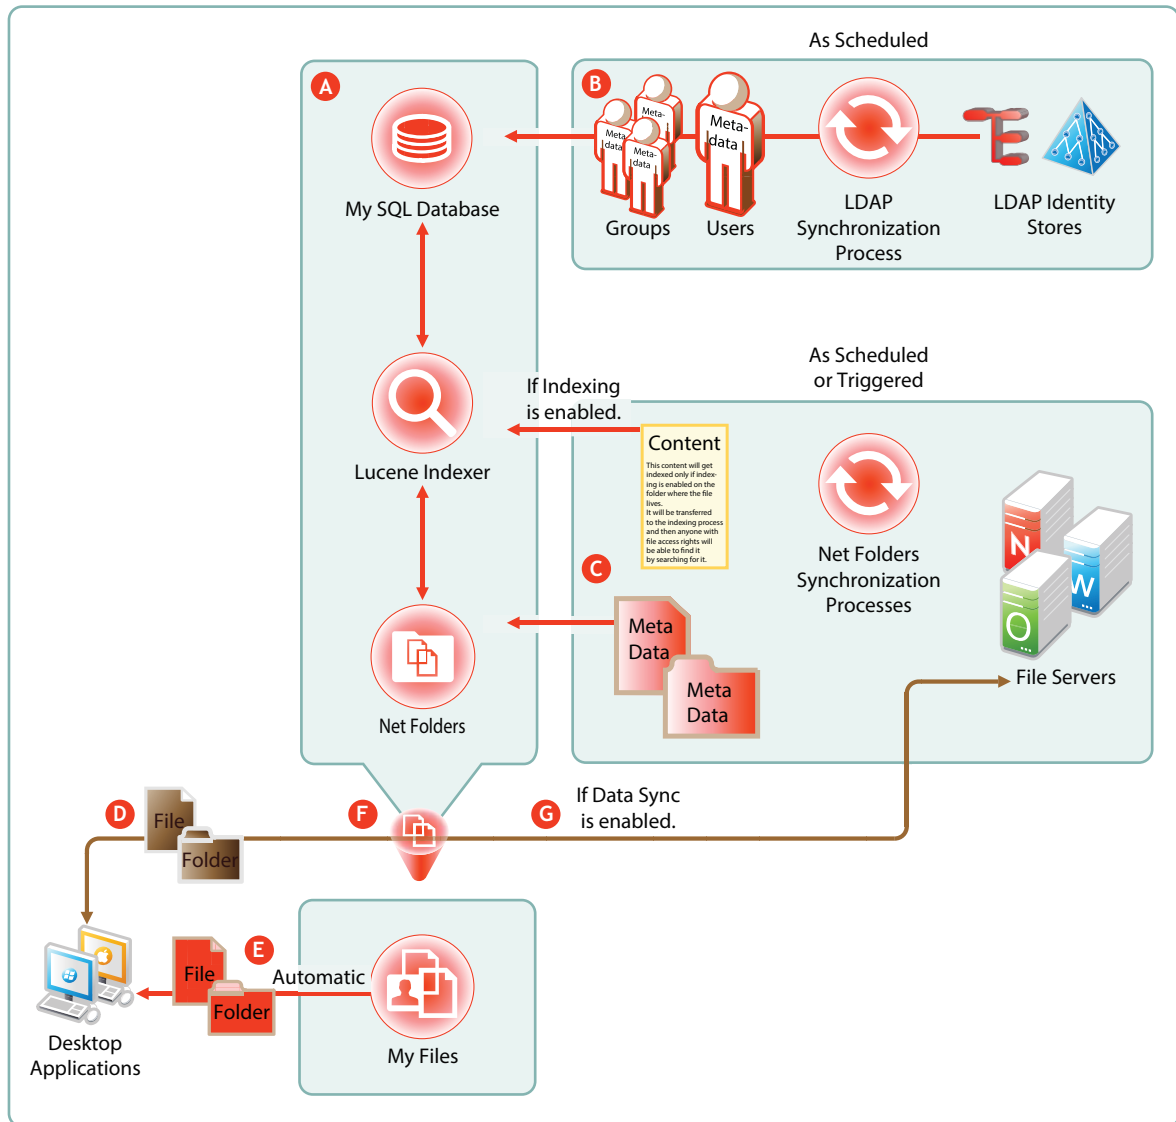 As Scheduled
A
B
Meta-
data
Meta-
data
Meta-
data
Meta-
data
My SQL Database
Groups
Users
LDAP
Synchronization
Process
LDAP Identity
Stores
As Scheduled
or Triggered
If Indexing
is enabled.
Content
This content will get
indexed only if index-
ing is enabled on the
folder where the file
lives.
It will be transferred
to the indexing process
and then anyone with
file access rights will
be able to find it
by searching for it.
Lucene Indexer
N
W
O
Net Folders
Synchronization
Processes
C
Meta
Data
Meta
Data
File Servers
Net Folders
D
File
Folder
F
G
If Data Sync
is enabled.
E
Automatic
File
Folder
Desktop
Applications
My Files